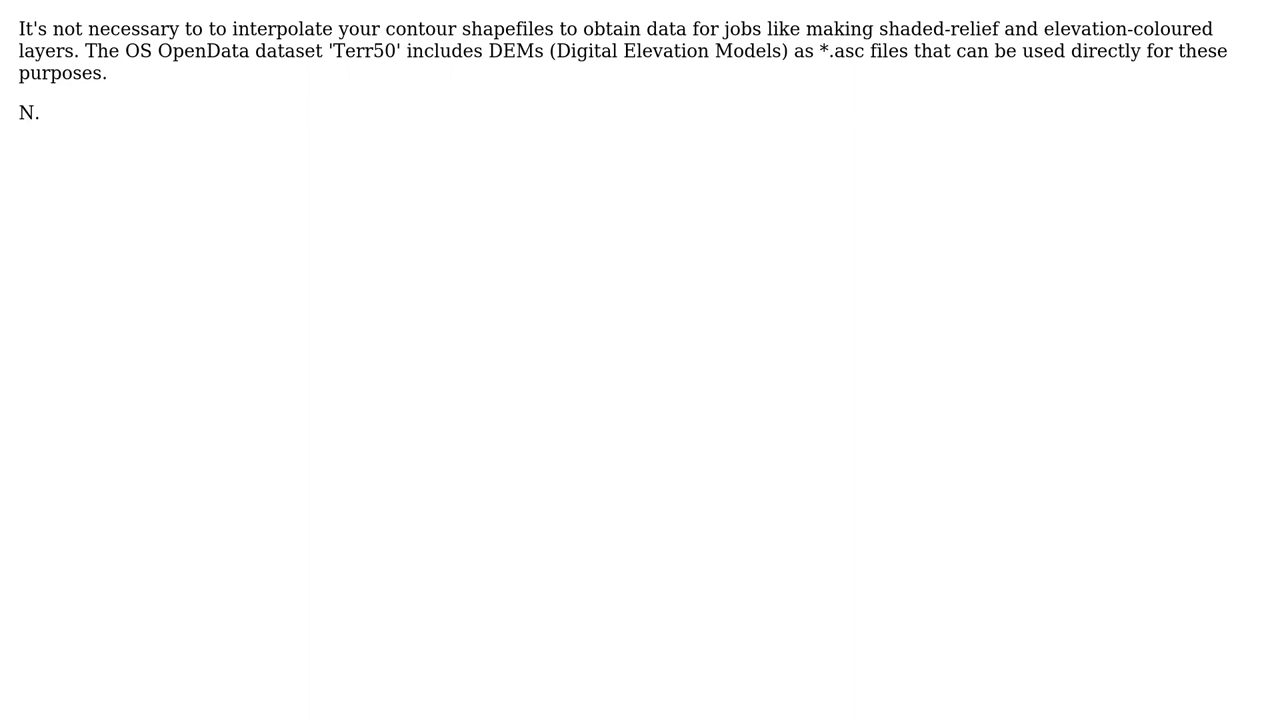 It's not necessary to to interpolate your contour shapefiles to obtain data for jobs like making shaded-relief and elevation-coloured
layers. The OS OpenData dataset 'Terr50' includes DEMs (Digital Elevation Models) as *.asc files that can be used directly for these
purposes.
N.